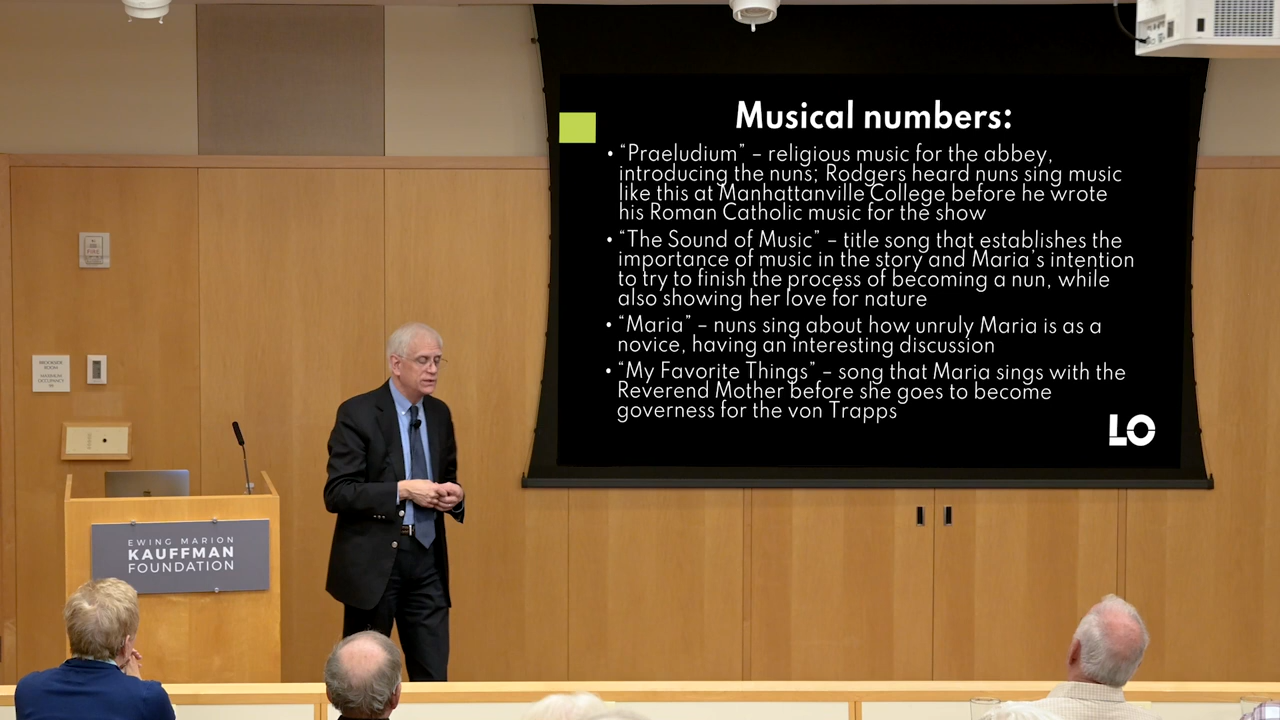 Musical numbers:
• “Praeludium” – religious music for the abbey,
introducing the nuns; Rodgers heard nuns sing music
like this at Manhattanville College before he wrote
his Roman Catholic music for the show
• “The Sound of Music” – title song that establishes the
importance of music in the story and Maria’s intention
to try to finish the process of becoming a nun, while
also showing her love for nature
• “Maria” – nuns sing about how unruly Maria is as a
novice, having an interesting discussion
• “My Favorite Things” – song that Maria sings with the
Reverend Mother before she goes to become
governess for the von Trapps
LO
FIRE
BROOKSIDE
ROOM
MAXIMUM
OCCUPANCY
EWING MARION
KAUFFMAN
FOUNDATION